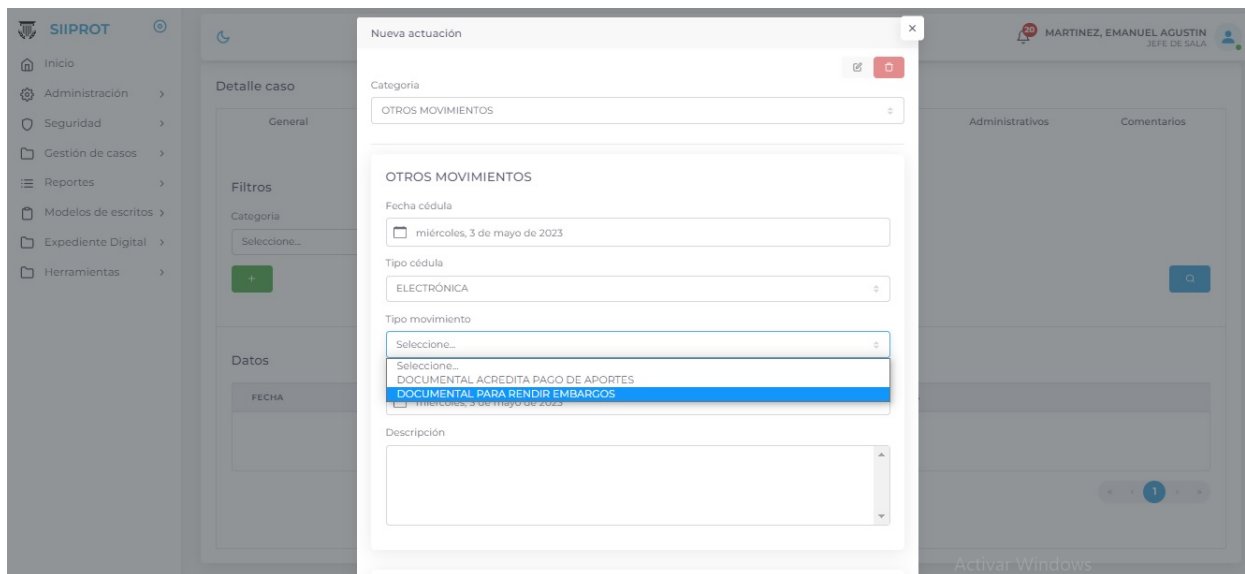 SIIPROT
Inicio
Administración
Seguridad
Gestión de casos
Reportes
Modelos de escritos
Expediente Digital
Herramientas
Detalle caso
General
Administrativos
Comentarios
Filtros
Categoria
Seleccione...
+
Datos
FECHA
1
20
MARTINEZ, EMANUEL AGUSTIN
JEFE DE SALA
Nueva actuación
Categoria
OTROS MOVIMIENTOS
OTROS MOVIMIENTOS
Fecha cédula
miércoles, 3 de mayo de 2023
Tipo cédula
ELECTRÓNICA
Tipo movimiento
Seleccione...
Seleccione...
DOCUMENTAL ACREDITA PAGO DE APORTES
DOCUMENTAL PARA RENDIR EMBARGOS
miércoles, 3 de mayo de 2023
Descripción
Activar Windows